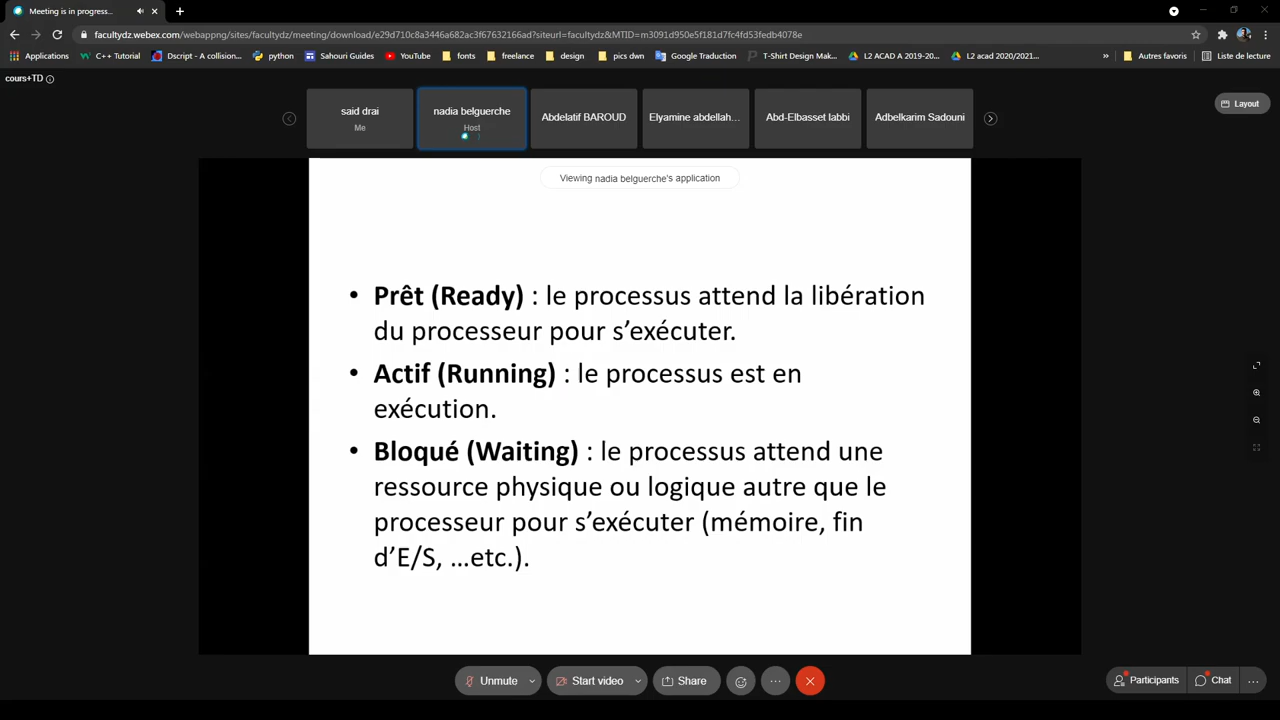 Meeting is in progress...
facultydz.webex.com/webappng/sites/facultydz/meeting/download/e29d710c8a3446a682ac3f67632166ad?siteurl=facultydz&MTID=m3091d950e5f181d7fc4fd53fedb4078e
Applications C++ Tutorial Dscript - A collision... python Sahouri Guides YouTube fonts freelance design pics dwn Google Traduction T-Shirt Design Mak... L2 ACAD A 2019-20... L2 acad 2020/2021... » Autres favoris Liste de lecture
cours+TD
said drai
Me
nadia belguerche
Host
Abdelatif BAROUD
Elyamine abdellah...
Abd-Elbasset labbi
Adbelkarim Sadouni
Layout
Viewing nadia belguerche's application
• Prêt (Ready) : le processus attend la libération
du processeur pour s’exécuter.
• Actif (Running) : le processus est en
exécution.
• Bloqué (Waiting) : le processus attend une
ressource physique ou logique autre que le
processeur pour s’exécuter (mémoire, fin
d’E/S, …etc.).
Unmute Start video Share ... Participants Chat ...